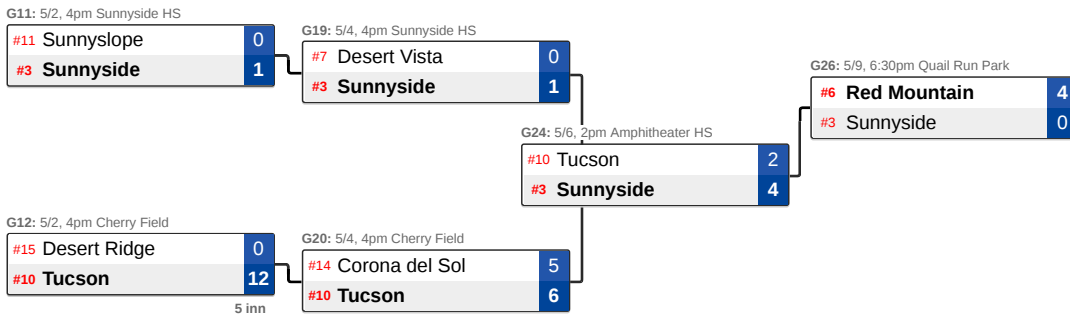 G11: 5/2, 4pm Sunnyside HS
#11 Sunnyslope 0
#3 Sunnyside 1
G19: 5/4, 4pm Sunnyside HS
#7 Desert Vista 0
#3 Sunnyside 1
G26: 5/9, 6:30pm Quail Run Park
#6 Red Mountain 4
#3 Sunnyside 0
G24: 5/6, 2pm Amphitheater HS
#10 Tucson 2
#3 Sunnyside 4
G12: 5/2, 4pm Cherry Field
#15 Desert Ridge 0
#10 Tucson 12
5 inn
G20: 5/4, 4pm Cherry Field
#14 Corona del Sol 5
#10 Tucson 6